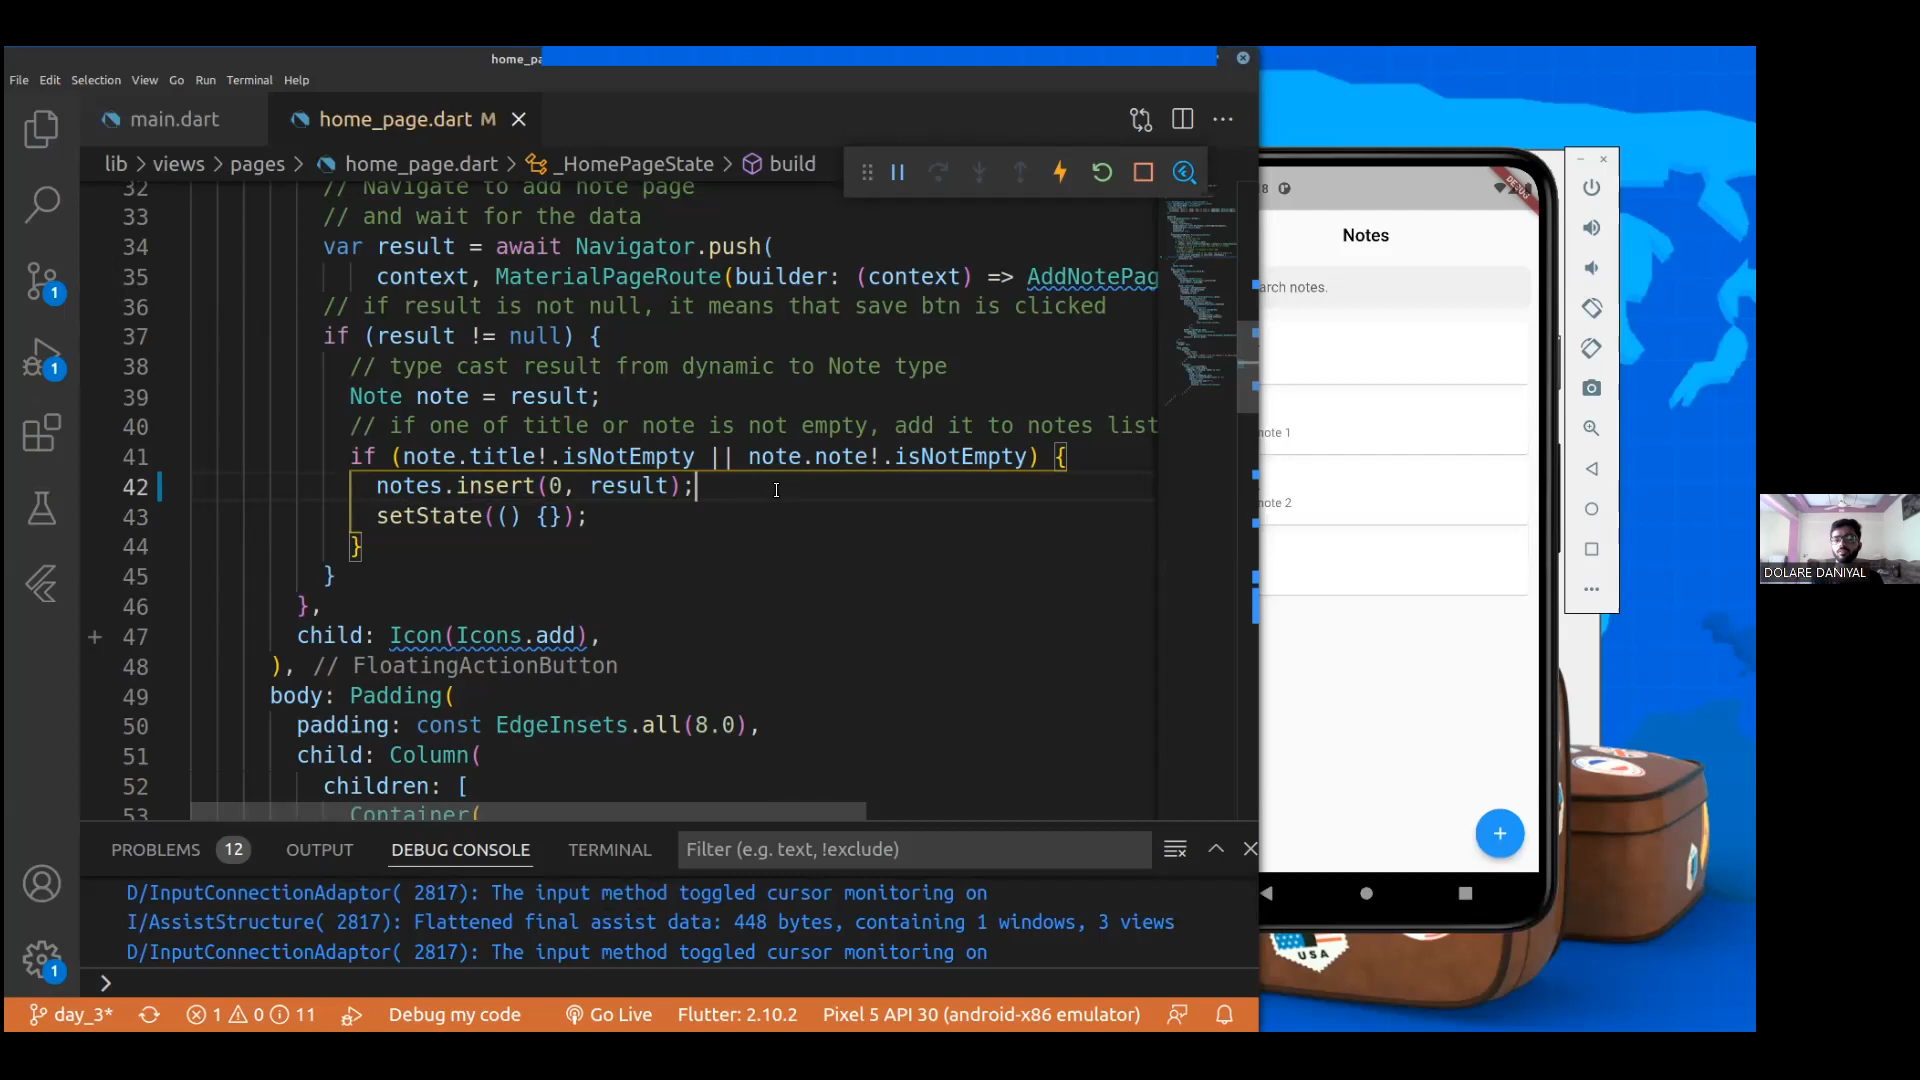 home_pa
File Edit Selection View Go Run Terminal Help
main.dart home_page.dart M
lib > views > pages > home_page.dart > _HomePageState > build
32 // Navigate to add note page
33 // and wait for the data
34 var result = await Navigator.push(
35 context, MaterialPageRoute(builder: (context) => AddNotePag
36 // if result is not null, it means that save btn is clicked
37 if (result != null) {
38 // type cast result from dynamic to Note type
39 Note note = result;
40 // if one of title or note is not empty, add it to notes list
41 if (note.title!.isNotEmpty || note.note!.isNotEmpty) {
42 notes.insert(0, result);
43 setState(() {});
44 }
45 }
46 },
47 child: Icon(Icons.add),
48 ), // FloatingActionButton
49 body: Padding(
50 padding: const EdgeInsets.all(8.0),
51 child: Column(
52 children: [
53 Container(
1
1
1
PROBLEMS 12 OUTPUT DEBUG CONSOLE TERMINAL Filter (e.g. text, !exclude)
D/InputConnectionAdaptor( 2817): The input method toggled cursor monitoring on
I/AssistStructure( 2817): Flattened final assist data: 448 bytes, containing 1 windows, 3 views
D/InputConnectionAdaptor( 2817): The input method toggled cursor monitoring on
>
day_3* 1 0 11 Debug my code Go Live Flutter: 2.10.2 Pixel 5 API 30 (android-x86 emulator)
8
DEBUG
Notes
arch notes.
note 1
note 2
USA
DOLARE DANIYAL